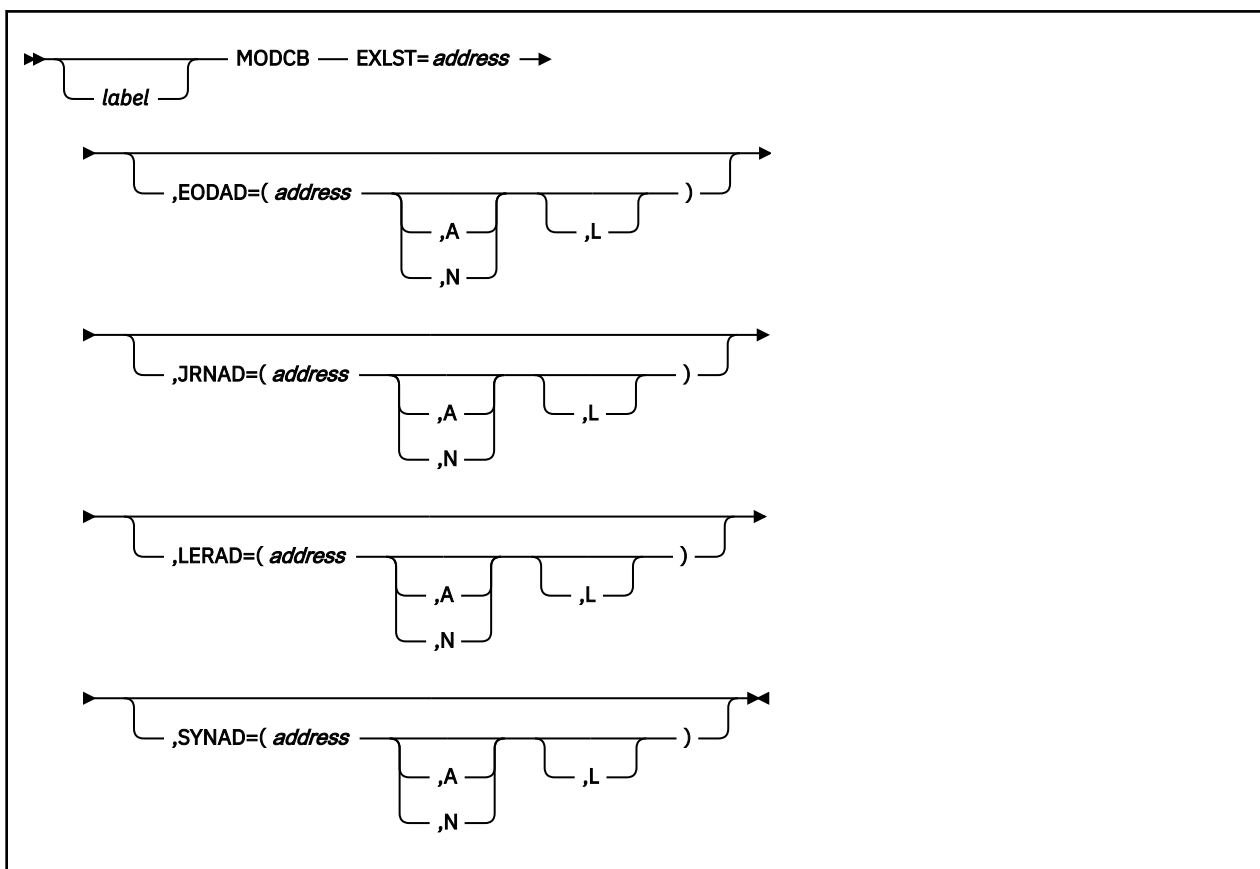 MODCB EXLST= address
label
,EODAD=( address )
,A ,L
,N
,JRNAD=( address )
,A ,L
,N
,LERAD=( address )
,A ,L
,N
,SYNAD=( address )
,A ,L
,N